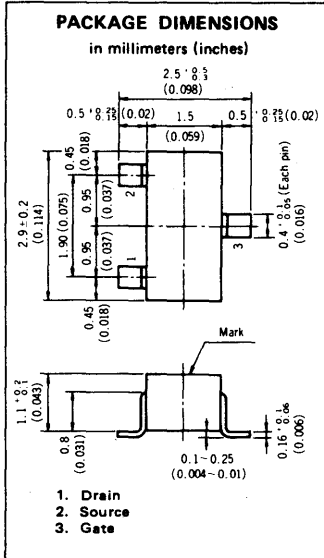 PACKAGE DIMENSIONS
in millimeters (inches)
2.5 +0.5 -0.3
(0.098)
0.5 +0.25 -0.15 (0.02)
1.5
(0.059)
0.5 +0.25 -0.15 (0.02)
2.9±0.2
(0.114)
1.90 (0.075)
0.45
(0.018)
0.95
(0.037)
0.95
(0.037)
0.45
(0.018)
2
1
3
0.4 +0.1 -0.05 (Each pin)
(0.016)
Mark
1.1 +0.2 -0.1
(0.043)
0.8
(0.031)
0.1~0.25
(0.004~0.01)
0.16 +0.1 -0.06
(0.006)
1. Drain
2. Source
3. Gate